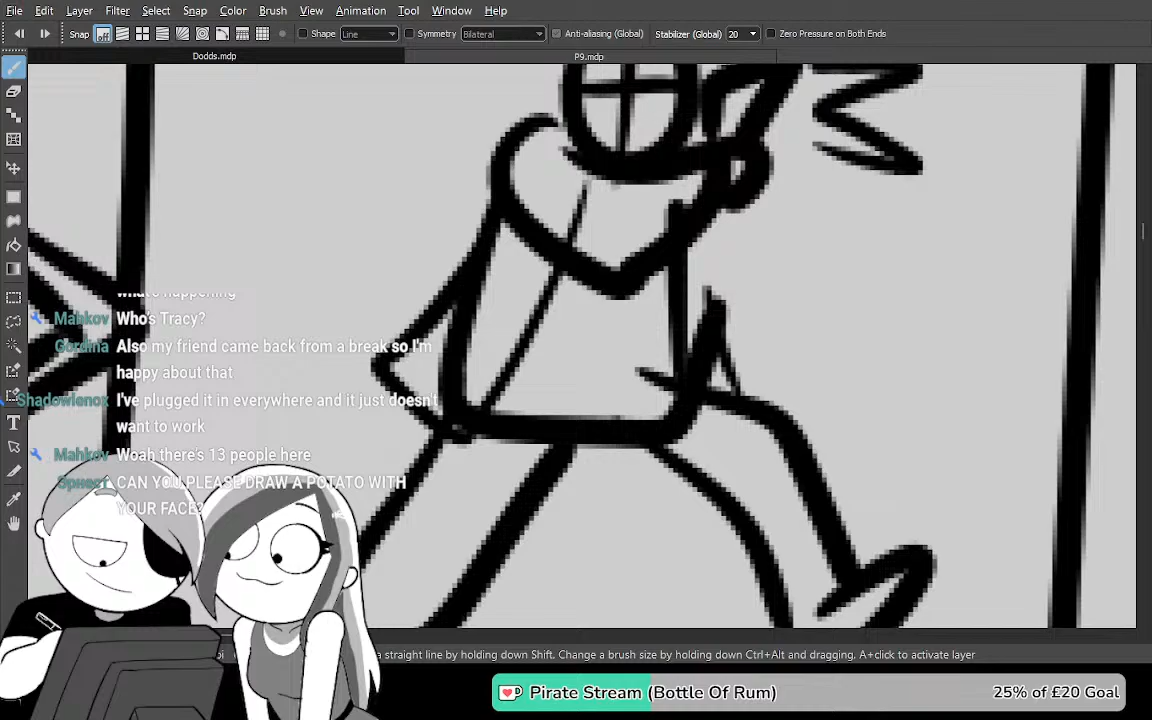 File Edit Layer Filter Select Snap Color Brush View Animation Tool Window Help
Snap off Shape Line Symmetry Bilateral Anti-aliasing (Global) Stabilizer (Global) 20 Zero Pressure on Both Ends
Dodds.mdp P9.mdp
what's happening
Mahkov Who's Tracy?
Gordina Also my friend came back from a break so I'm
happy about that
Shadowlenox I've plugged it in everywhere and it just doesn't
want to work
Mahkov Woah there's 13 people here
CAN YOU PLEASE DRAW A POTATO WITH
YOUR FACE?
a straight line by holding down Shift. Change a brush size by holding down Ctrl+Alt and dragging, A+click to activate layer
Pirate Stream (Bottle Of Rum) 25% of £20 Goal